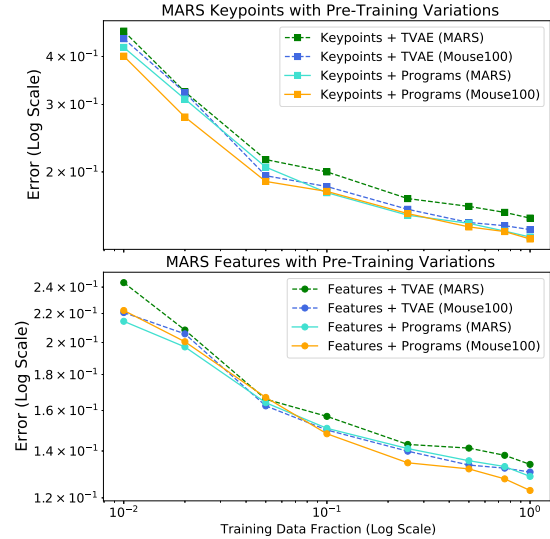 MARS Keypoints with Pre-Training Variations
Error (Log Scale)
4 × 10⁻¹
3 × 10⁻¹
2 × 10⁻¹
Keypoints + TVAE (MARS)
Keypoints + TVAE (Mouse100)
Keypoints + Programs (MARS)
Keypoints + Programs (Mouse100)
MARS Features with Pre-Training Variations
Error (Log Scale)
2.4 × 10⁻¹
2.2 × 10⁻¹
2 × 10⁻¹
1.8 × 10⁻¹
1.6 × 10⁻¹
1.4 × 10⁻¹
1.2 × 10⁻¹
Features + TVAE (MARS)
Features + TVAE (Mouse100)
Features + Programs (MARS)
Features + Programs (Mouse100)
10⁻² 10⁻¹ 10⁰
Training Data Fraction (Log Scale)